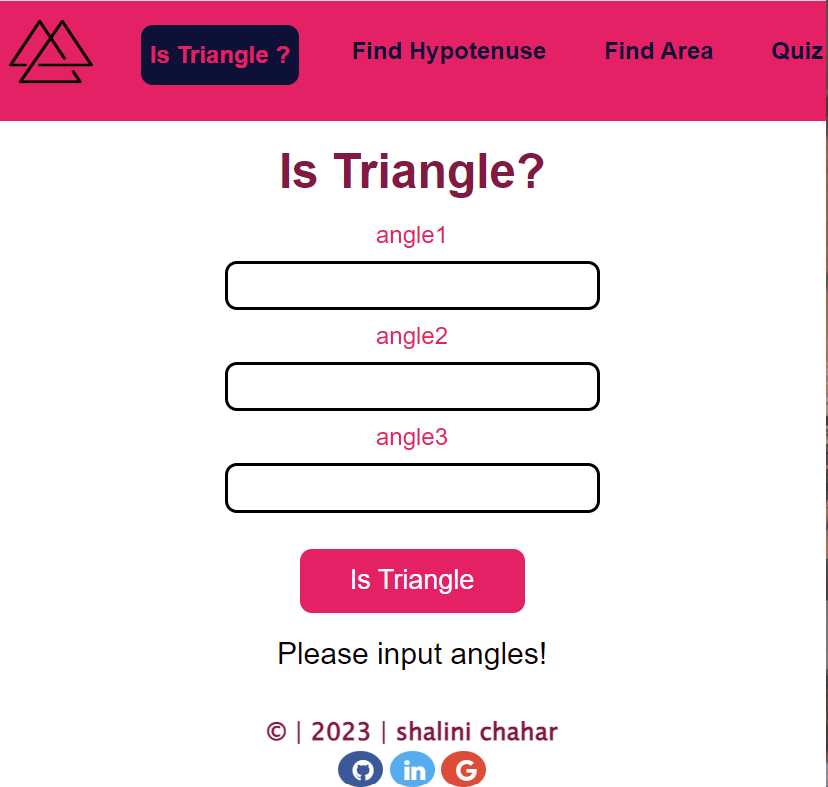 Is Triangle ? Find Hypotenuse Find Area Quiz
Is Triangle?
angle1
angle2
angle3
Is Triangle
Please input angles!
© | 2023 | shalini chahar
in G